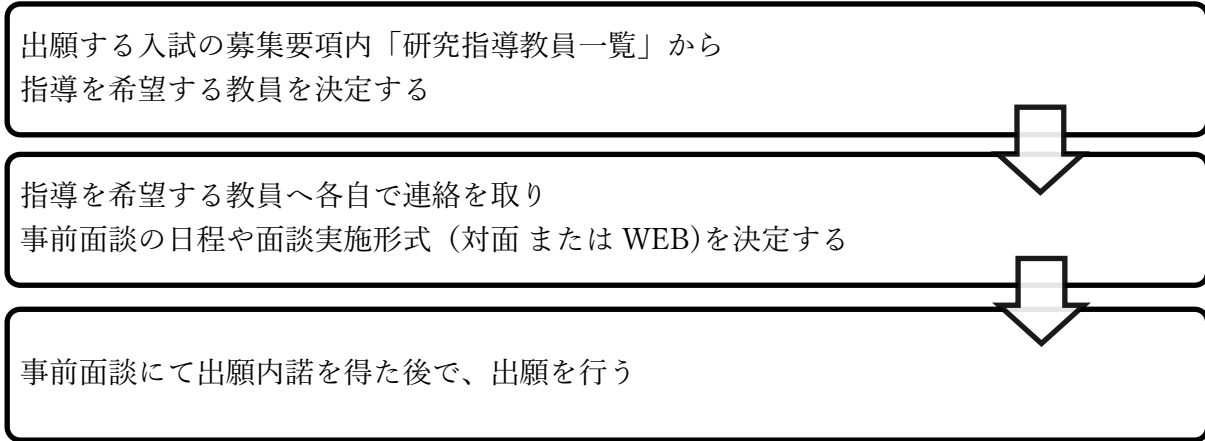 出願する入試の募集要項内「研究指導教員一覧」から
指導を希望する教員を決定する
指導を希望する教員へ各自で連絡を取り
事前面談の日程や面談実施形式（対面 または WEB)を決定する
事前面談にて出願内諾を得た後で、出願を行う